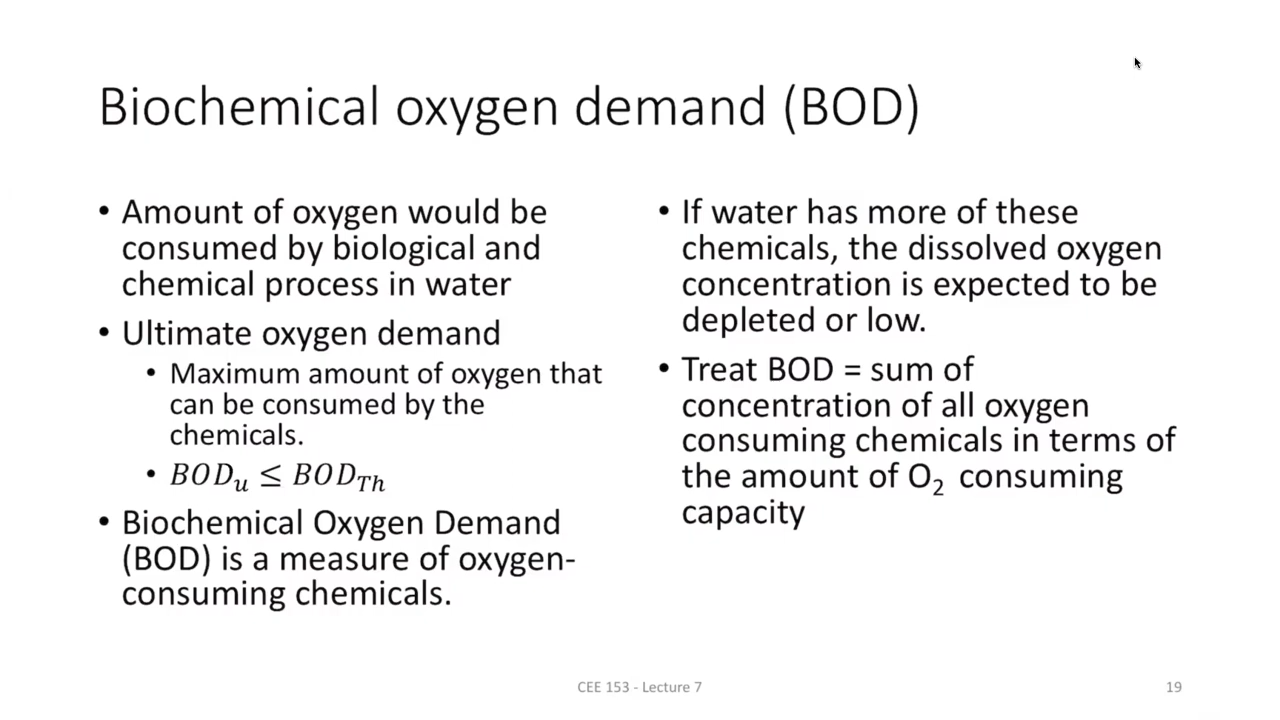 Biochemical oxygen demand (BOD)
• Amount of oxygen would be
consumed by biological and
chemical process in water
• Ultimate oxygen demand
• Maximum amount of oxygen that
can be consumed by the
chemicals.
• BOD_u ≤ BOD_Th
• Biochemical Oxygen Demand
(BOD) is a measure of oxygen-
consuming chemicals.
• If water has more of these
chemicals, the dissolved oxygen
concentration is expected to be
depleted or low.
• Treat BOD = sum of
concentration of all oxygen
consuming chemicals in terms of
the amount of O₂ consuming
capacity
CEE 153 - Lecture 7
19